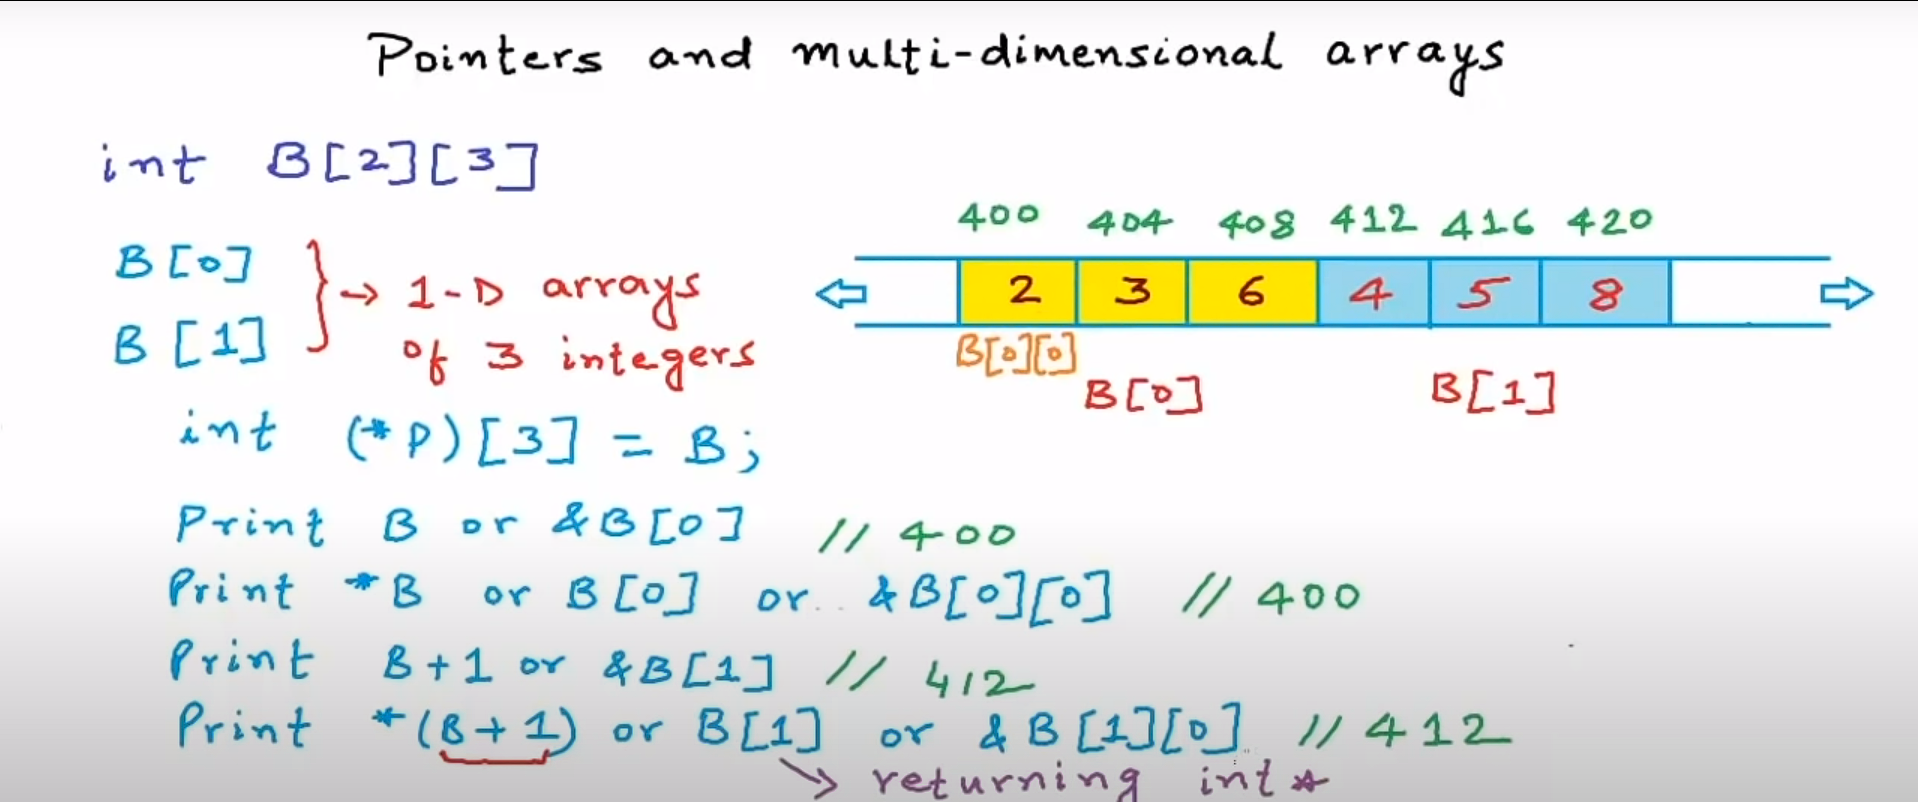 Pointers and multi-dimensional arrays
int B[2][3]
B[0]
B[1]
→ 1-D arrays
of 3 integers
400 404 408 412 416 420
2 3 6 4 5 8
B[0][0]
B[0] B[1]
int (*P)[3] = B;
Print B or &B[0] // 400
Print *B or B[0] or &B[0][0] // 400
Print B+1 or &B[1] // 412
Print *(B+1) or B[1] or &B[1][0] // 412
returning int*